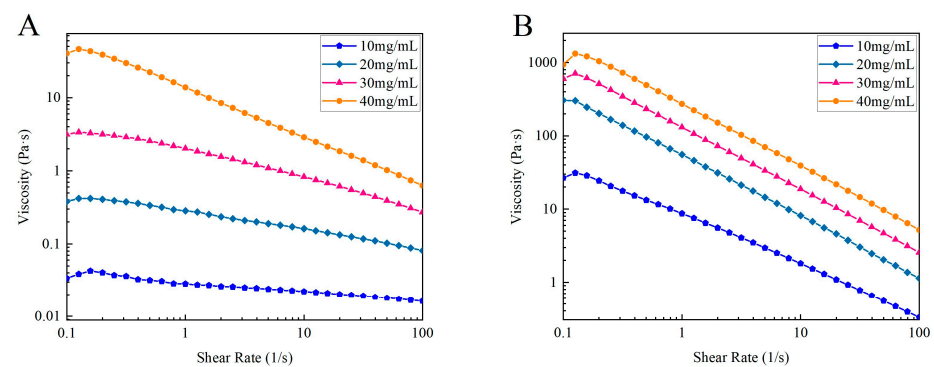 A
10mg/mL
20mg/mL
30mg/mL
40mg/mL
10
1
0.1
0.01
Viscosity (Pa·s)
0.1
1
10
100
Shear Rate (1/s)
B
10mg/mL
20mg/mL
30mg/mL
40mg/mL
1000
100
10
1
Viscosity (Pa·s)
0.1
1
10
100
Shear Rate (1/s)